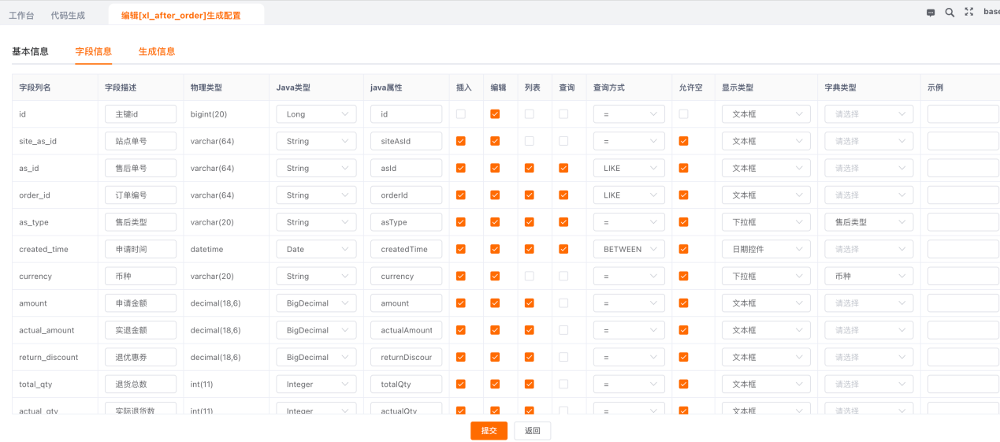 工作台 代码生成 编辑[xl_after_order]生成配置 base
基本信息 字段信息 生成信息
字段列名 字段描述 物理类型 Java类型 java属性 插入 编辑 列表 查询 查询方式 允许空 显示类型 字典类型 示例
id 主键id bigint(20) Long id = 文本框 请选择
site_as_id 站点单号 varchar(64) String siteAsId = 文本框 请选择
as_id 售后单号 varchar(64) String asId LIKE 文本框 请选择
order_id 订单编号 varchar(64) String orderId LIKE 文本框 请选择
as_type 售后类型 varchar(20) String asType = 下拉框 售后类型
created_time 申请时间 datetime Date createdTime BETWEEN 日期控件 请选择
currency 币种 varchar(20) String currency = 下拉框 币种
amount 申请金额 decimal(18,6) BigDecimal amount = 文本框 请选择
actual_amount 实退金额 decimal(18,6) BigDecimal actualAmount = 文本框 请选择
return_discount 退优惠券 decimal(18,6) BigDecimal returnDiscour = 文本框 请选择
total_qty 退货总数 int(11) Integer totalQty = 文本框 请选择
actual_qty 实际退货数 int(11) Integer actualQty = 文本框 请选择
提交 返回